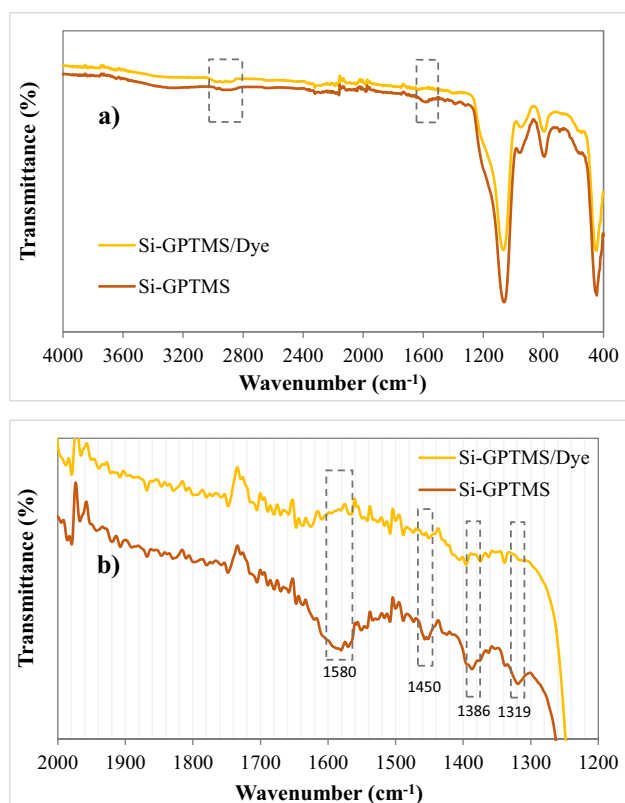 a)
Transmittance (%)
Si-GPTMS/Dye
Si-GPTMS
4000 3600 3200 2800 2400 2000 1600 1200 800 400
Wavenumber (cm-1)
Si-GPTMS/Dye
Si-GPTMS
Transmittance (%)
b)
1580
1450
1386
1319
2000 1900 1800 1700 1600 1500 1400 1300 1200
Wavenumber (cm-1)